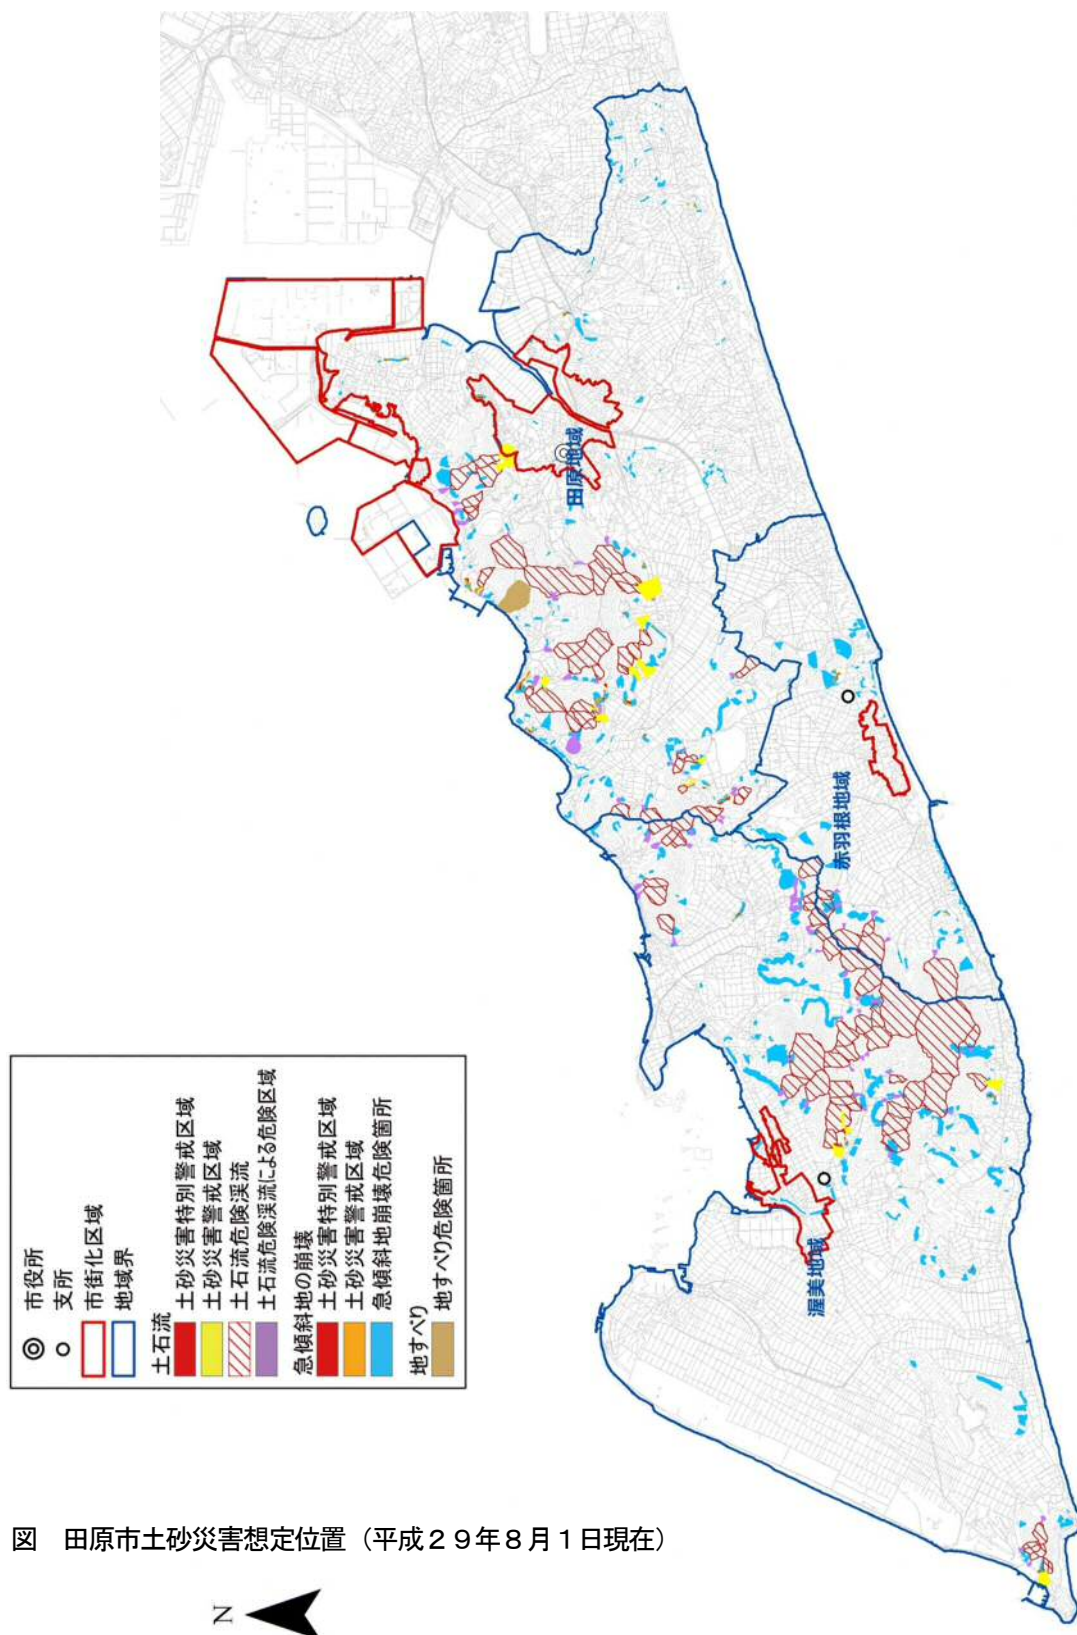 市役所
支所
市街化区域
地域界
土石流
土砂災害特別警戒区域
土砂災害警戒区域
土石流危険渓流
土石流危険渓流による危険区域
急傾斜地の崩壊
土砂災害特別警戒区域
土砂災害警戒区域
急傾斜地崩壊危険箇所
地すべり
地すべり危険箇所
田原地域
赤羽根地域
渥美地域
図 田原市土砂災害想定位置（平成２９年８月１日現在）
N